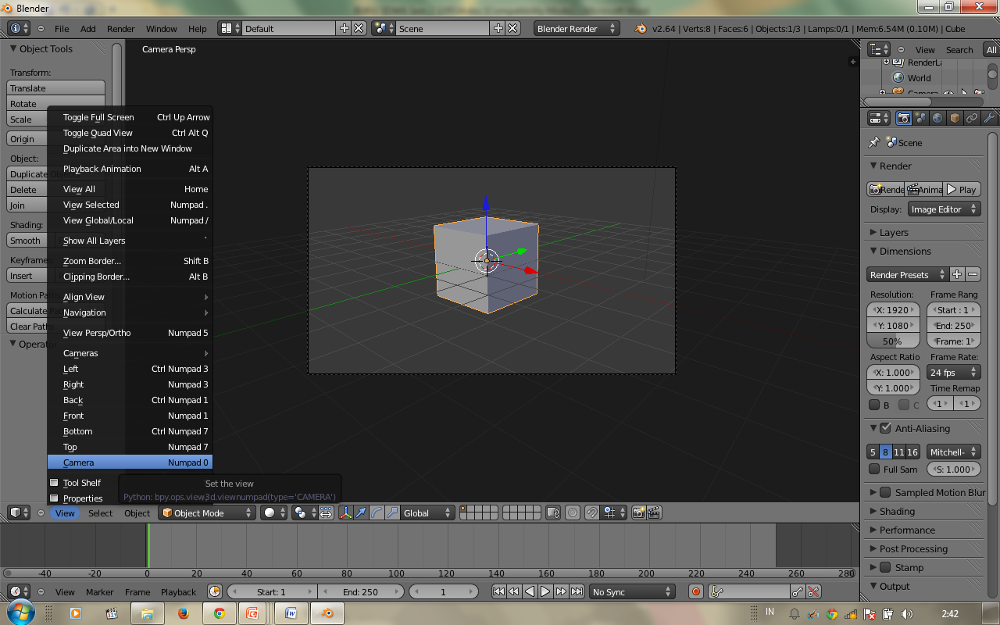 Blender
File Add Render Window Help Default Scene Blender Render v2.64 | Verts:8 | Faces:6 | Objects:1/3 | Lamps:0/1 | Mem:6.54M (0.10M) | Cube
Object Tools
Transform:
Translate
Rotate
Scale
Origin
Object:
Duplicate
Delete
Join
Shading:
Smooth
Keyframes
Insert
Motion Pa
Calculate
Clear Paths
Operato
Camera Persp
Toggle Full Screen Ctrl Up Arrow
Toggle Quad View Ctrl Alt Q
Duplicate Area into New Window
Playback Animation Alt A
View All Home
View Selected Numpad .
View Global/Local Numpad /
Show All Layers `
Zoom Border... Shift B
Clipping Border... Alt B
Align View
Navigation
View Persp/Ortho Numpad 5
Cameras
Left Ctrl Numpad 3
Right Numpad 3
Back Ctrl Numpad 1
Front Numpad 1
Bottom Ctrl Numpad 7
Top Numpad 7
Camera Numpad 0
Tool Shelf
Properties
Set the view
Python: bpy.ops.view3d.viewnumpad(type='CAMERA')
View Select Object Object Mode Global
View Search All
RenderLa
World
Camera
Scene
Render
Rende Anima Play
Display: Image Editor
Layers
Dimensions
Render Presets
Resolution: Frame Rang
X: 1920 Start : 1
Y: 1080 End: 250
50% Frame: 1
Aspect Ratio Frame Rate:
X: 1.000 24 fps
Y: 1.000 Time Remap
B C 1 1
Anti-Aliasing
5 8 11 16 Mitchell-
Full Sam S: 1.000
Sampled Motion Blur
Shading
Performance
Post Processing
Stamp
Output
-40 -20 0 20 40 60 80 100 120 140 160 180 200 220 240 260 280
View Marker Frame Playback Start: 1 End: 250 1 No Sync
IN 2:42